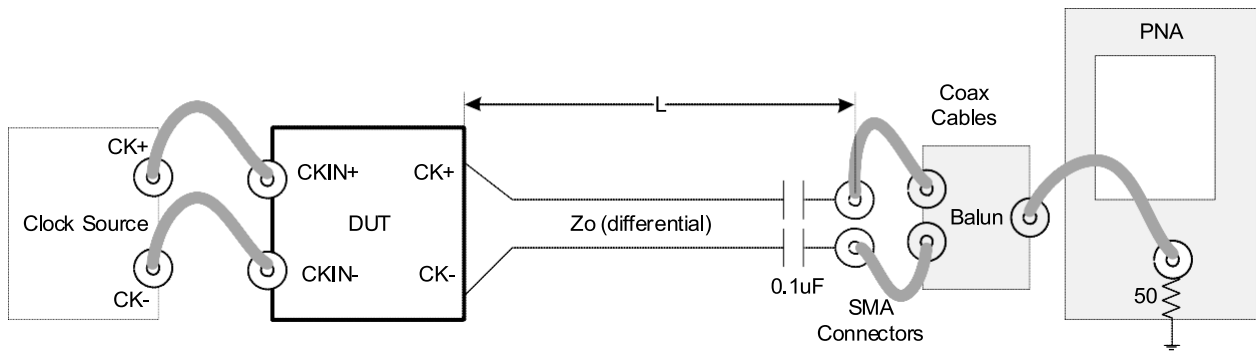 PNA
L
Coax
Cables
CK+
CKIN+
CK+
Clock Source
DUT
Zo (differential)
Balun
CKIN-
CK-
CK-
0.1uF
SMA
Connectors
50